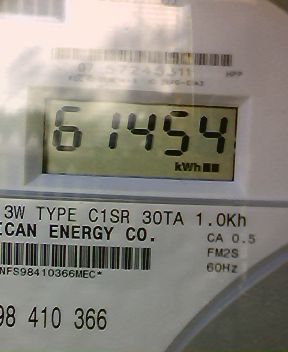 61454
kWh
3W TYPE C1SR 30TA 1.0Kh
ICAN ENERGY CO.
CA 0.5
FM2S
NFS98410366MEC*
60Hz
98 410 366